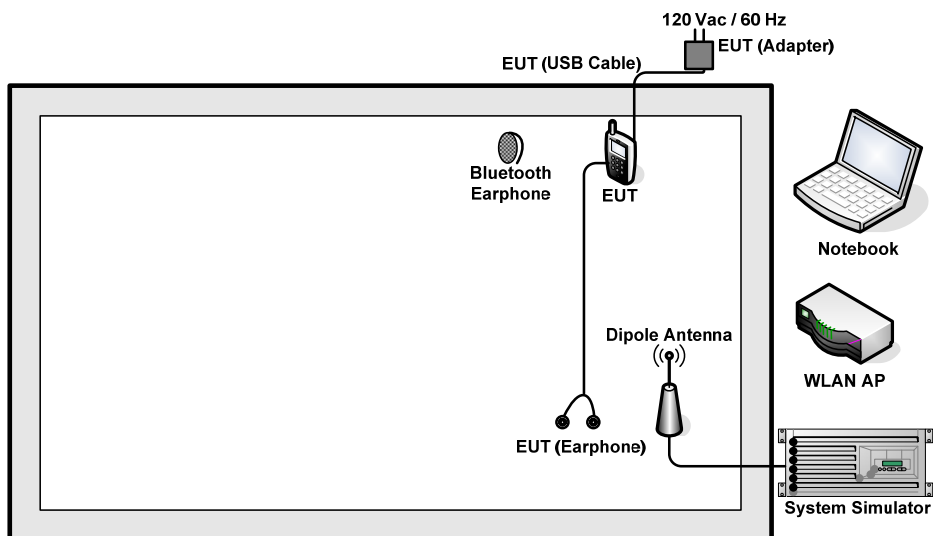 120 Vac / 60 Hz
EUT (Adapter)
EUT (USB Cable)
Bluetooth
Earphone
EUT
Notebook
Dipole Antenna
WLAN AP
EUT (Earphone)
System Simulator